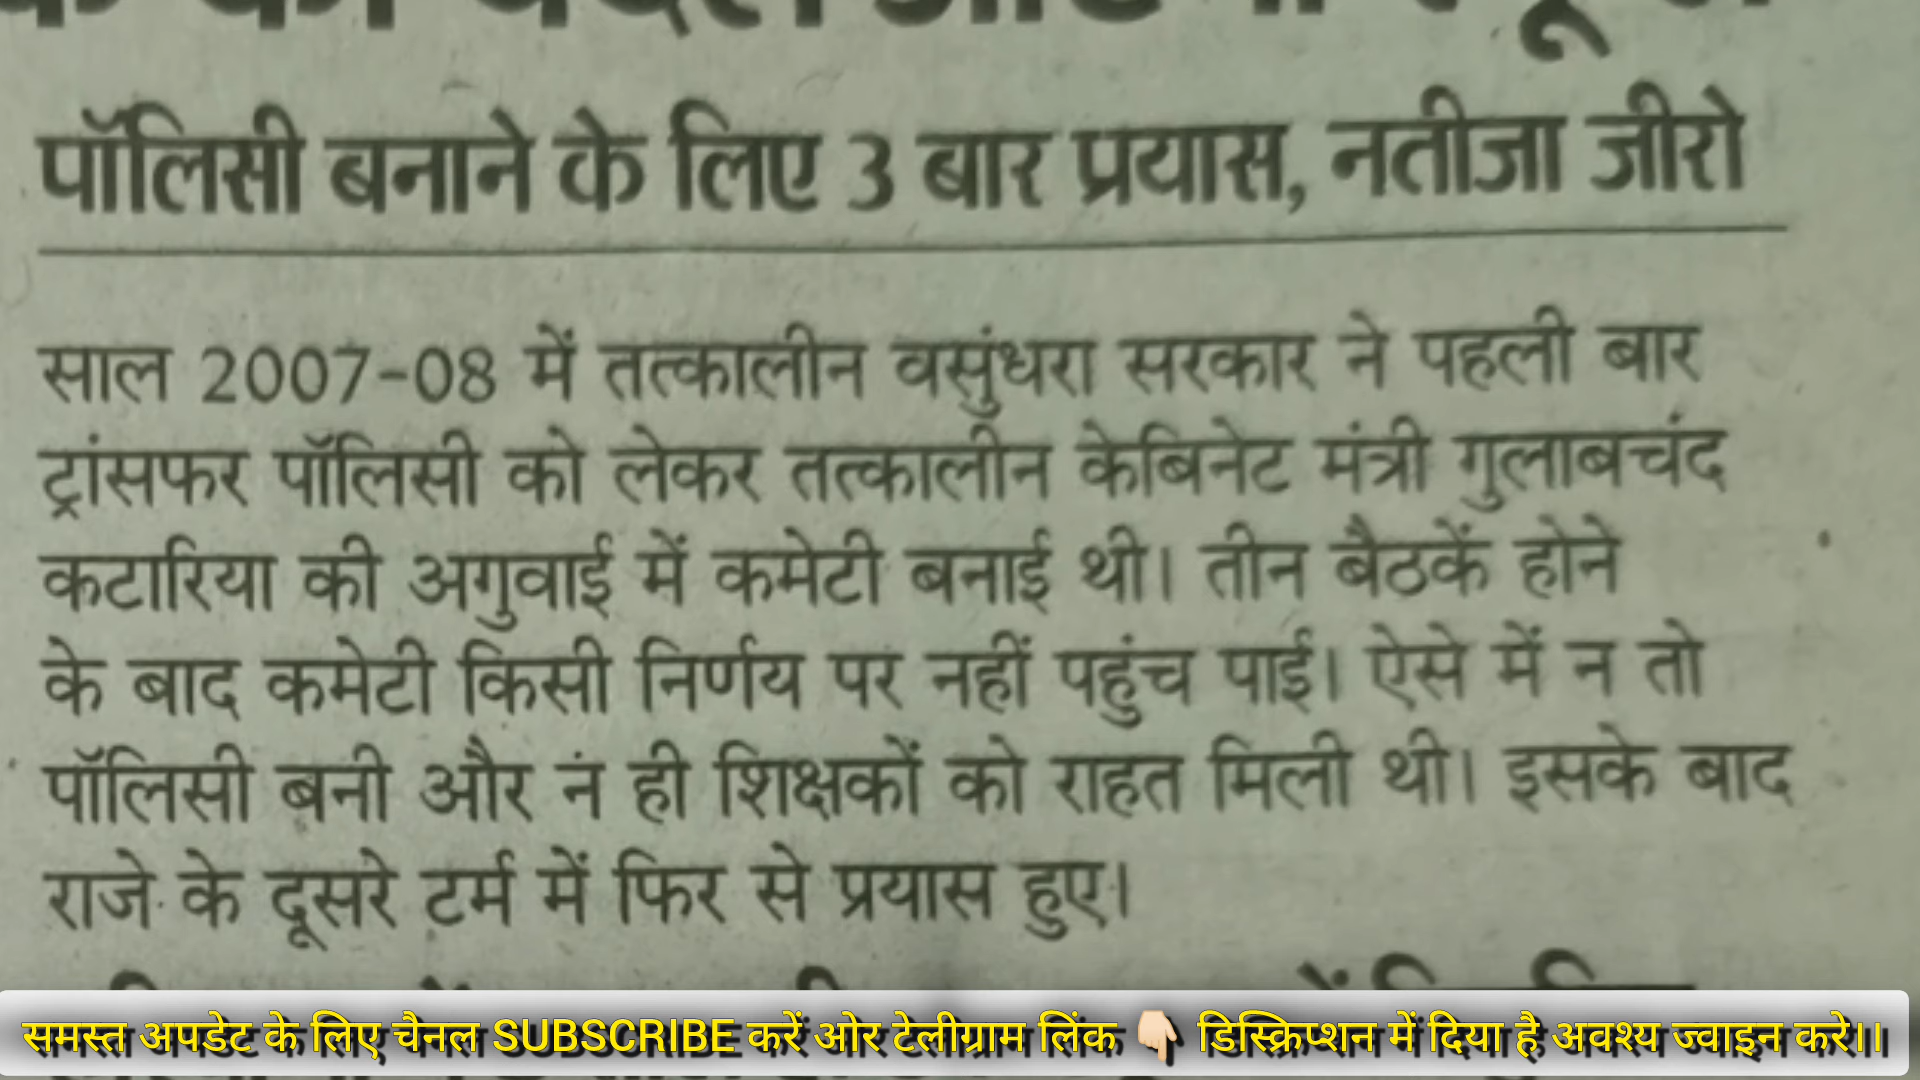 पॉलिसी बनाने के लिए 3 बार प्रयास, नतीजा जीरो
साल 2007-08 में तत्कालीन वसुंधरा सरकार ने पहली बार
ट्रांसफर पॉलिसी को लेकर तत्कालीन केबिनेट मंत्री गुलाबचंद
कटारिया की अगुवाई में कमेटी बनाई थी। तीन बैठकें होने
के बाद कमेटी किसी निर्णय पर नहीं पहुंच पाई। ऐसे में न तो
पॉलिसी बनी और न ही शिक्षकों को राहत मिली थी। इसके बाद
राजे के दूसरे टर्म में फिर से प्रयास हुए।
समस्त अपडेट के लिए चैनल SUBSCRIBE करें ओर टेलीग्राम लिंक 👇🏻 डिस्क्रिप्शन में दिया है अवश्य ज्वाइन करे।।